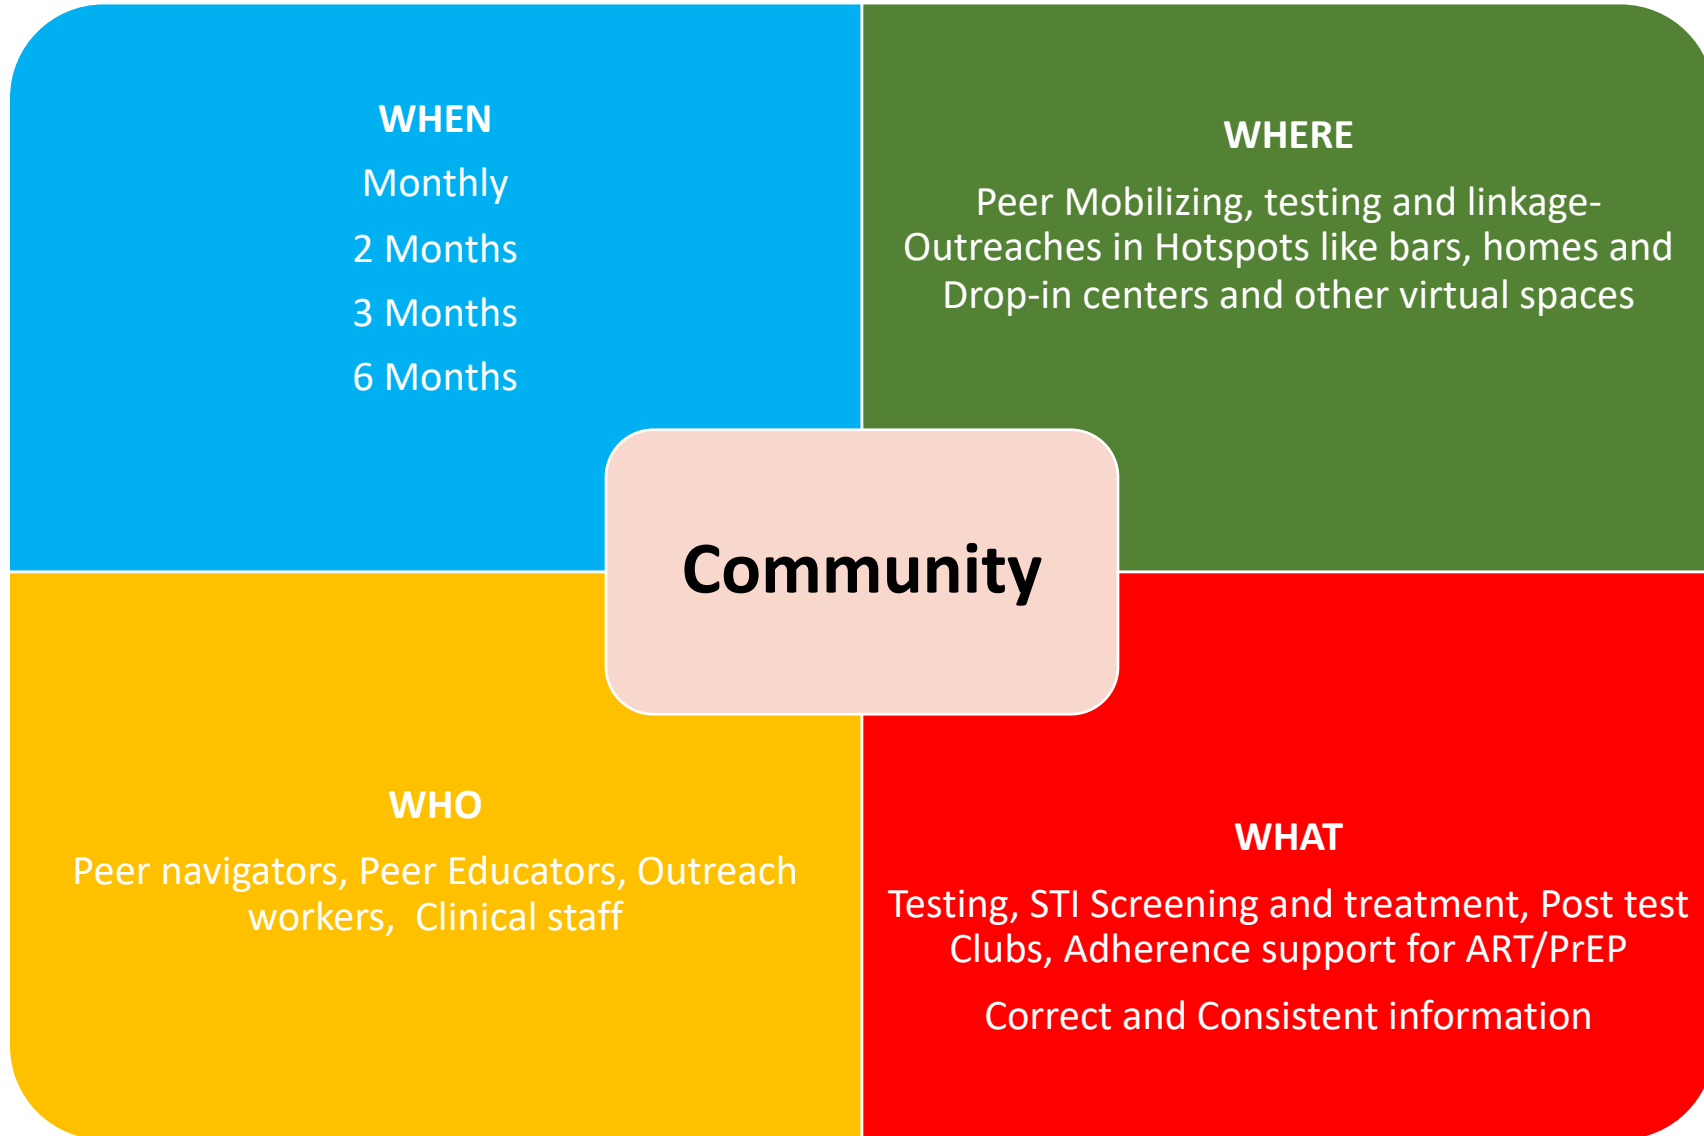 WHEN
Monthly
2 Months
3 Months
6 Months
WHERE
Peer Mobilizing, testing and linkage-
Outreaches in Hotspots like bars, homes and
Drop-in centers and other virtual spaces
Community
WHO
Peer navigators, Peer Educators, Outreach
workers,  Clinical staff
WHAT
Testing, STI Screening and treatment, Post test
Clubs, Adherence support for ART/PrEP
Correct and Consistent information